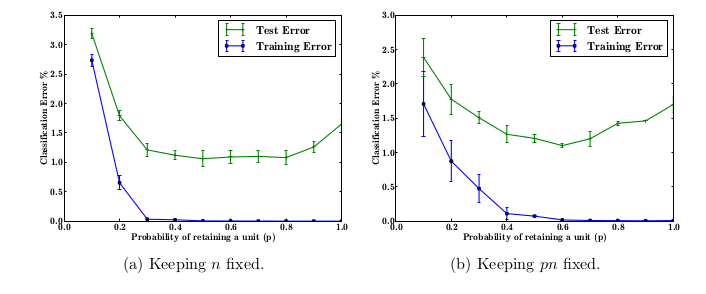 3.5
3.0
2.5
2.0
1.5
1.0
0.5
0.0
Classification Error %
Test Error
Training Error
0.0 0.2 0.4 0.6 0.8 1.0
Probability of retaining a unit (p)
(a) Keeping n fixed.
3.0
2.5
2.0
1.5
1.0
0.5
0.0
Classification Error %
Test Error
Training Error
0.0 0.2 0.4 0.6 0.8 1.0
Probability of retaining a unit (p)
(b) Keeping pn fixed.